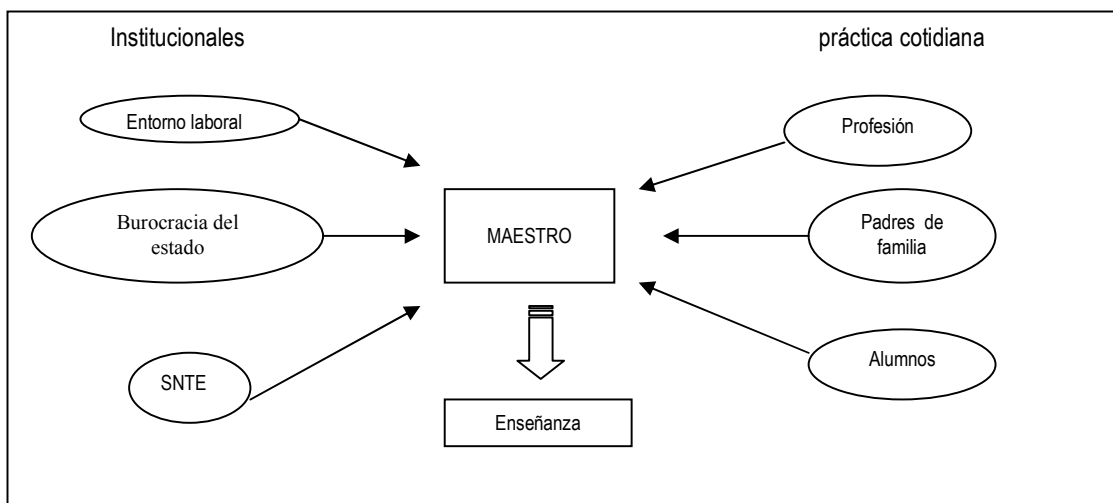 Institucionales
práctica cotidiana
Entorno laboral
Profesión
Burocracia del
estado
MAESTRO
Padres de
familia
SNTE
Alumnos
Enseñanza